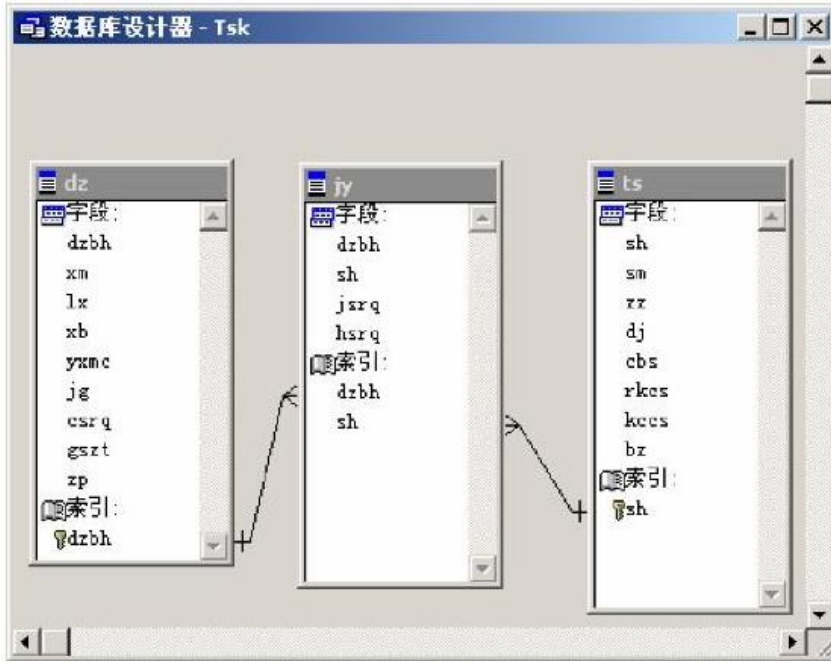 数据库设计器 - Tsk
dz
字段:
dzbh
xm
lx
xb
yxmc
jg
csrq
gszt
zp
索引:
dzbh
jy
字段:
dzbh
sh
jsrq
hsrq
索引:
dzbh
sh
ts
字段:
sh
sm
zz
dj
cbs
rkcs
kccs
bz
索引:
sh